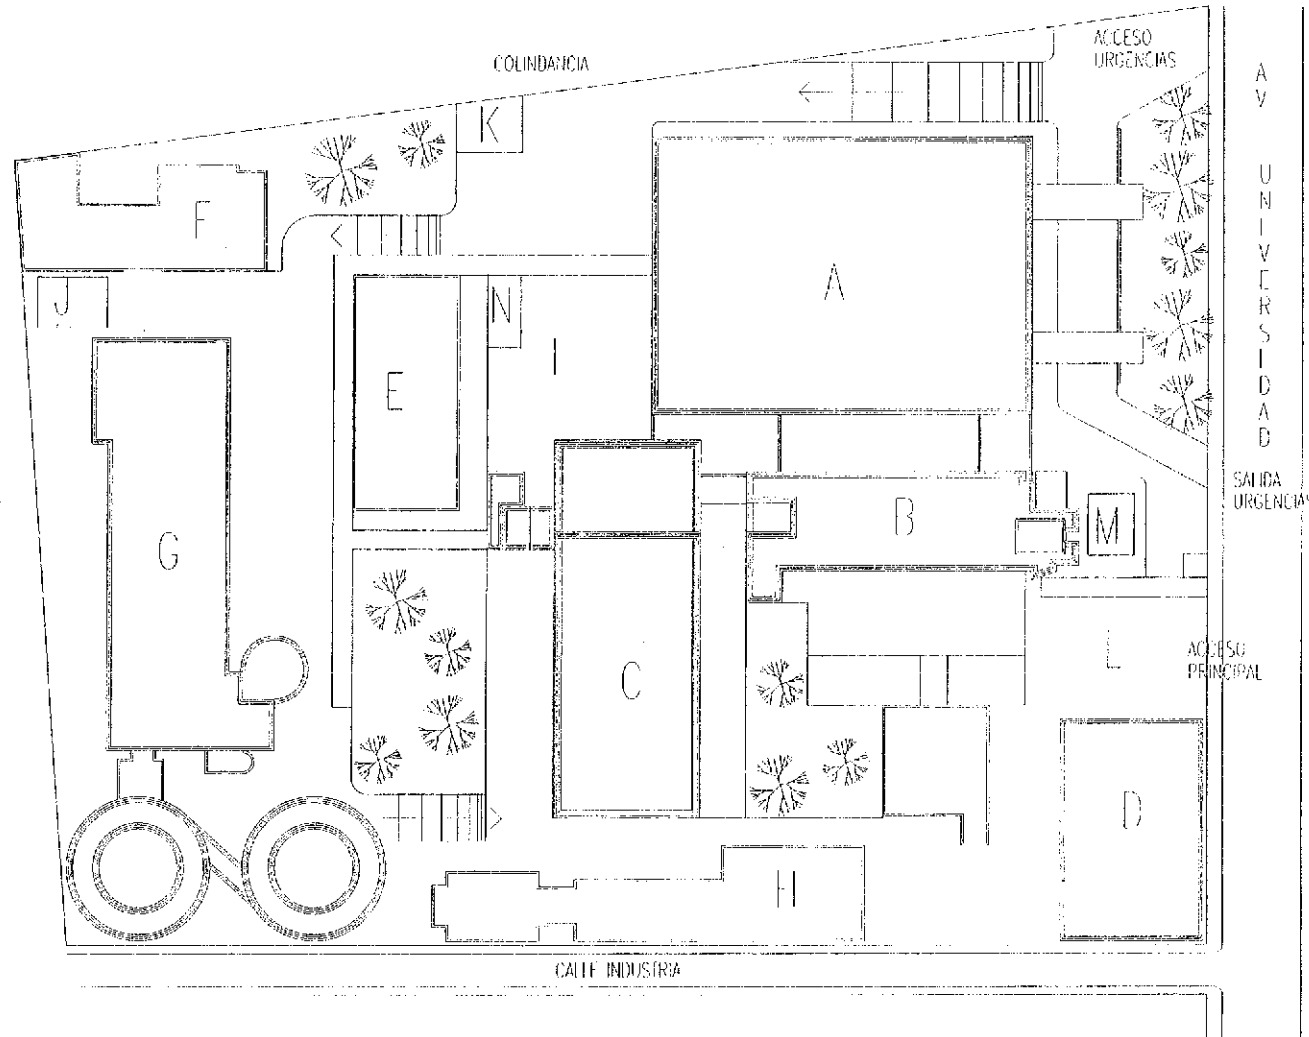 COLINDANCIA
ACCESO
URGENCIAS
AV UNIVERSIDAD
K
F
A
J
N
I
E
SALIDA
URGENCIAS
B
M
G
C
L
ACCESO
PRINCIPAL
D
H
CALLE INDUSTRIA